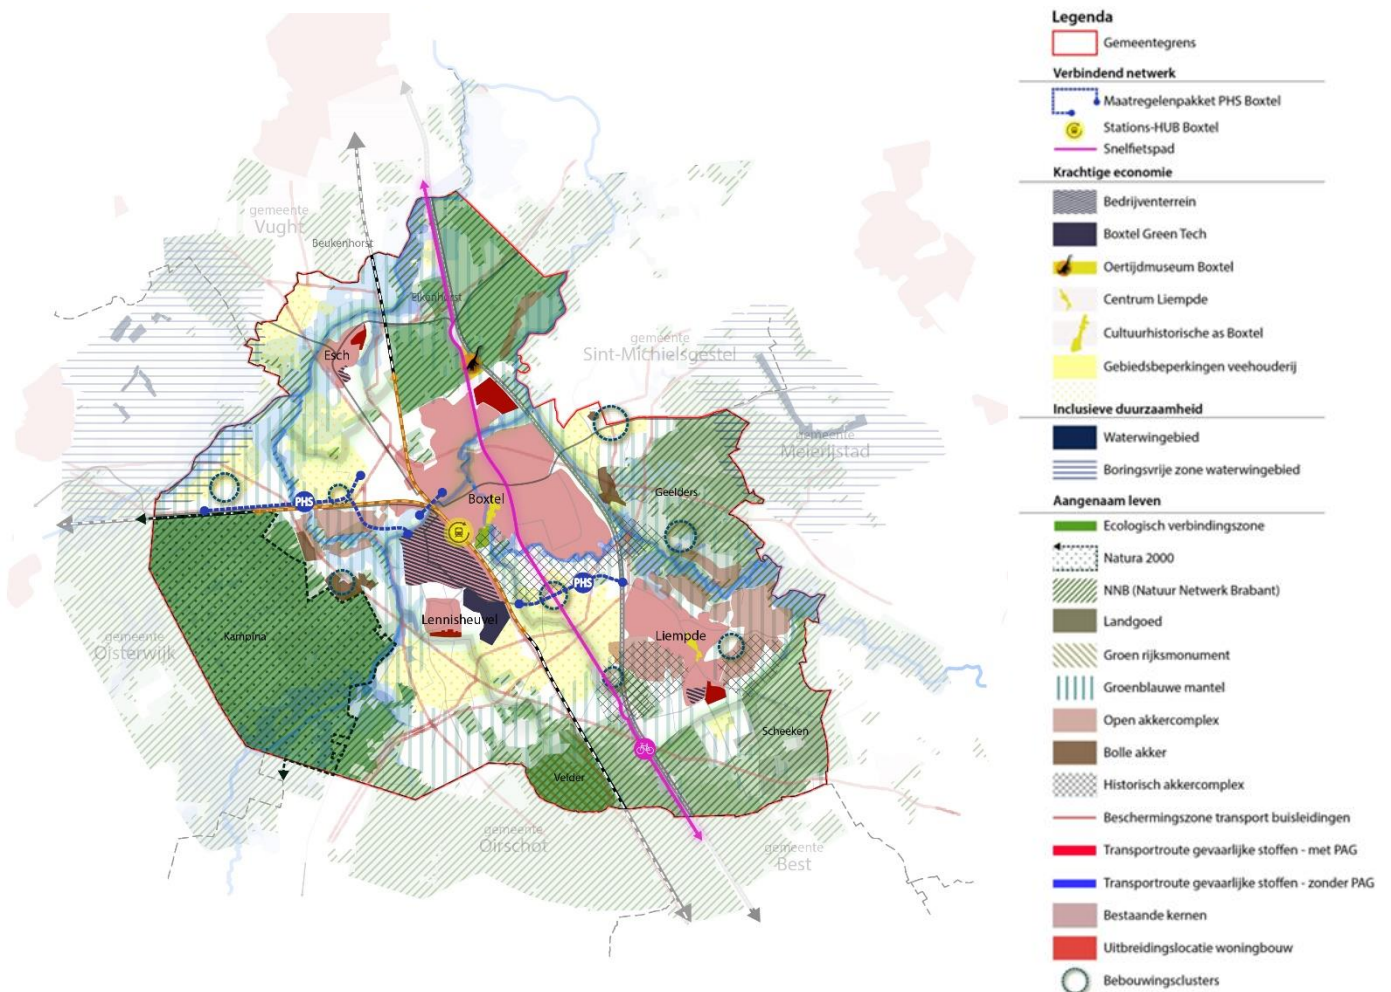 gemeente
Vught
Beukenhorst
Eikenhorst
Esch
gemeente
Sint-Michielsgestel
gemeente
Meierijstad
Geelders
Boxtel
PHS
PHS
Lennisheuvel
Liempde
Kampina
gemeente
Oisterwijk
Scheeken
Velder
gemeente
Oirschot
gemeente
Best
Legenda
Gemeentegrens
Verbindend netwerk
Maatregelenpakket PHS Boxtel
Stations-HUB Boxtel
Snelfietspad
Krachtige economie
Bedrijventerrein
Boxtel Green Tech
Oertijdmuseum Boxtel
Centrum Liempde
Cultuurhistorische as Boxtel
Gebiedsbeperkingen veehouderij
Inclusieve duurzaamheid
Waterwingebied
Boringsvrije zone waterwingebied
Aangenaam leven
Ecologisch verbindingszone
Natura 2000
NNB (Natuur Netwerk Brabant)
Landgoed
Groen rijksmonument
Groenblauwe mantel
Open akkercomplex
Bolle akker
Historisch akkercomplex
Beschermingszone transport buisleidingen
Transportroute gevaarlijke stoffen - met PAG
Transportroute gevaarlijke stoffen - zonder PAG
Bestaande kernen
Uitbreidingslocatie woningbouw
Bebouwingsclusters